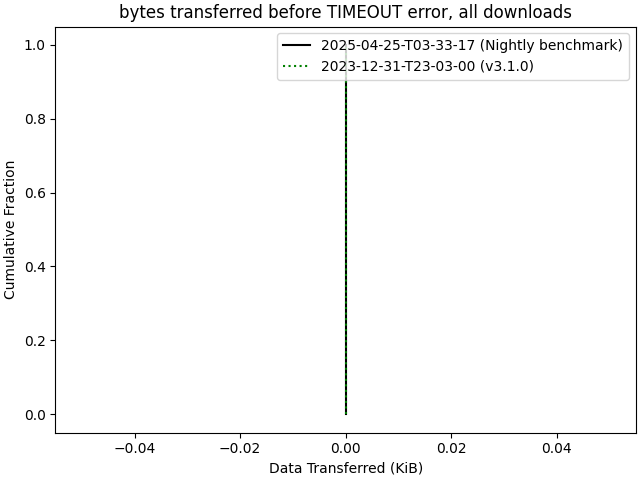 bytes transferred before TIMEOUT error, all downloads
2025-04-25-T03-33-17 (Nightly benchmark)
2023-12-31-T23-03-00 (v3.1.0)
Cumulative Fraction
1.0
0.8
0.6
0.4
0.2
0.0
−0.04
−0.02
0.00
0.02
0.04
Data Transferred (KiB)